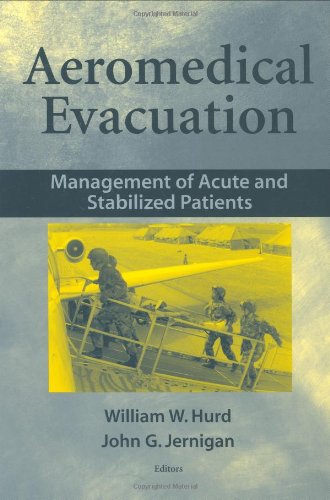 Aeromedical
Evacuation
Management of Acute and
Stabilized Patients
William W. Hurd
John G. Jernigan
Editors